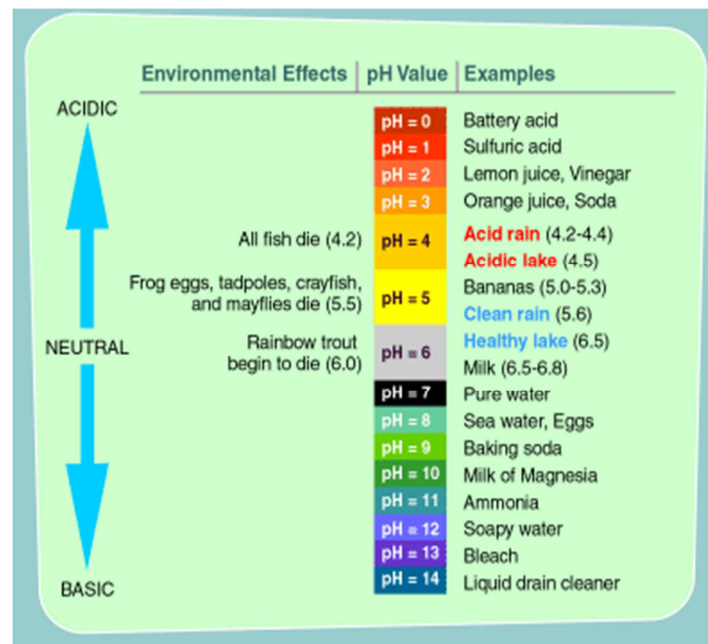 Environmental Effects pH Value Examples
ACIDIC
pH = 0 Battery acid
pH = 1 Sulfuric acid
pH = 2 Lemon juice, Vinegar
pH = 3 Orange juice, Soda
All fish die (4.2) pH = 4 Acid rain (4.2-4.4)
Acidic lake (4.5)
Frog eggs, tadpoles, crayfish,
and mayflies die (5.5) pH = 5 Bananas (5.0-5.3)
Clean rain (5.6)
NEUTRAL
Rainbow trout
begin to die (6.0) pH = 6 Healthy lake (6.5)
Milk (6.5-6.8)
pH = 7 Pure water
pH = 8 Sea water, Eggs
pH = 9 Baking soda
pH = 10 Milk of Magnesia
pH = 11 Ammonia
pH = 12 Soapy water
pH = 13 Bleach
pH = 14 Liquid drain cleaner
BASIC